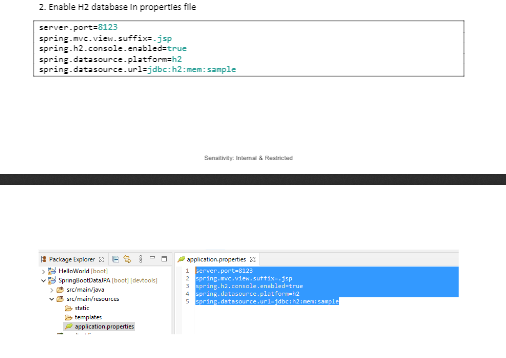 2. Enable H2 database in properties file
server.port=8123
spring.mvc.view.suffix=.jsp
spring.h2.console.enabled=true
spring.datasource.platform=h2
spring.datasource.url=jdbc:h2:mem:sample
Sensitivity: Internal & Restricted
Package Explorer
application.properties
HelloWorld [boot]
SpringBootDataJPA [boot] [devtools]
src/main/java
src/main/resources
static
templates
application.properties
1 server.port=8123
2 spring.mvc.view.suffix=.jsp
3 spring.h2.console.enabled=true
4 spring.datasource.platform=h2
5 spring.datasource.url=jdbc:h2:mem:sample